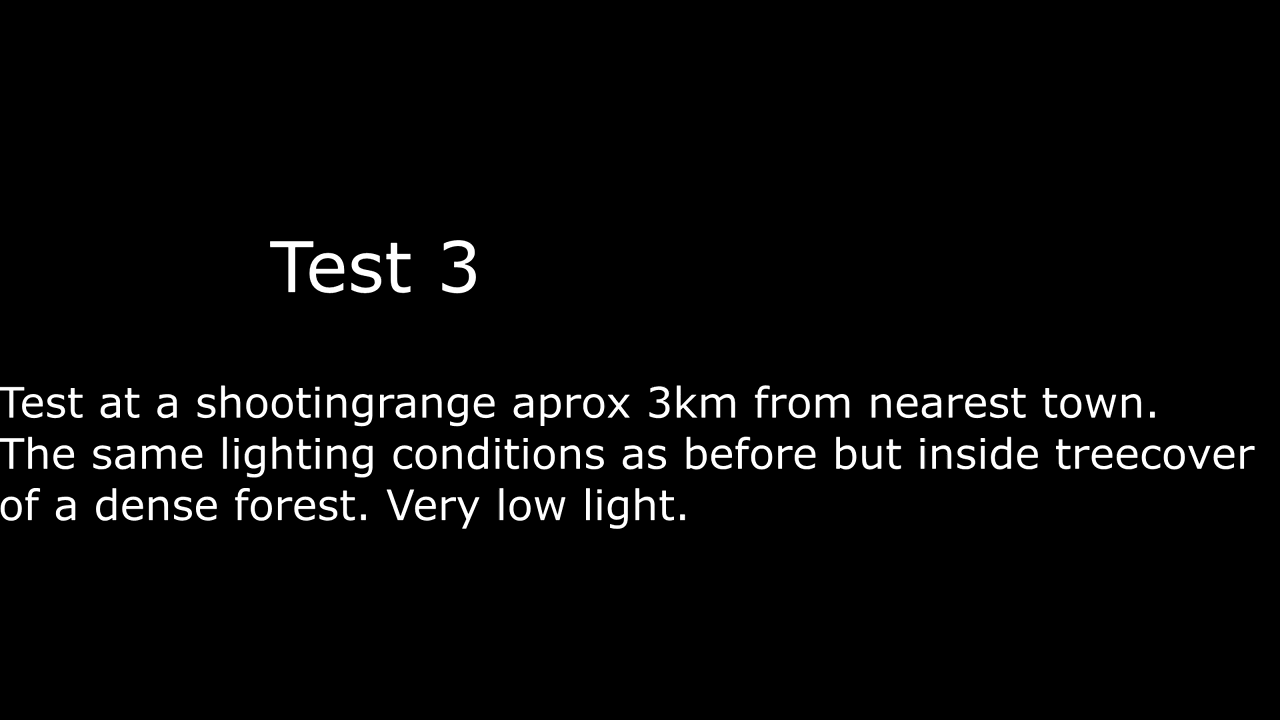 Test 3
Test at a shootingrange aprox 3km from nearest town.
The same lighting conditions as before but inside treecover
of a dense forest. Very low light.